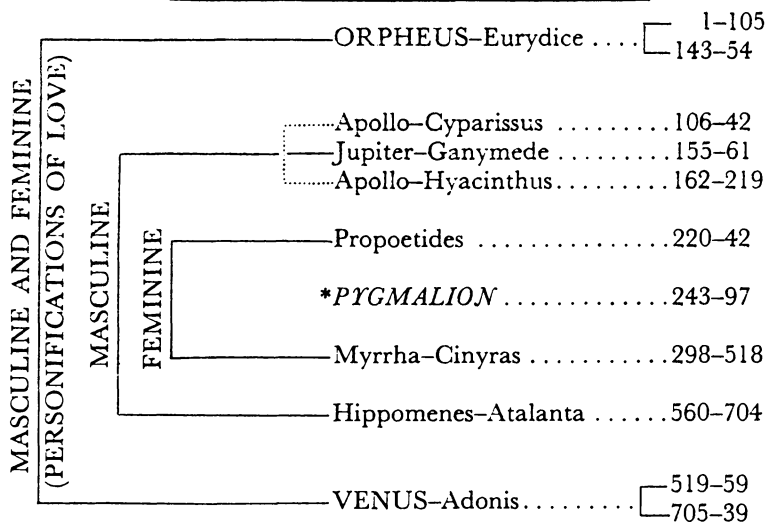 ORPHEUS–Eurydice .... 1–105
143–54
Apollo–Cyparissus ......... 106–42
Jupiter–Ganymede ......... 155–61
Apollo–Hyacinthus......... 162–219
Propoetides .............. 220–42
*PYGMALION ............. 243–97
Myrrha–Cinyras .......... 298–518
Hippomenes–Atalanta ...... 560–704
VENUS–Adonis......... 519–59
705–39
MASCULINE AND FEMININE
(PERSONIFICATIONS OF LOVE)
MASCULINE
FEMININE